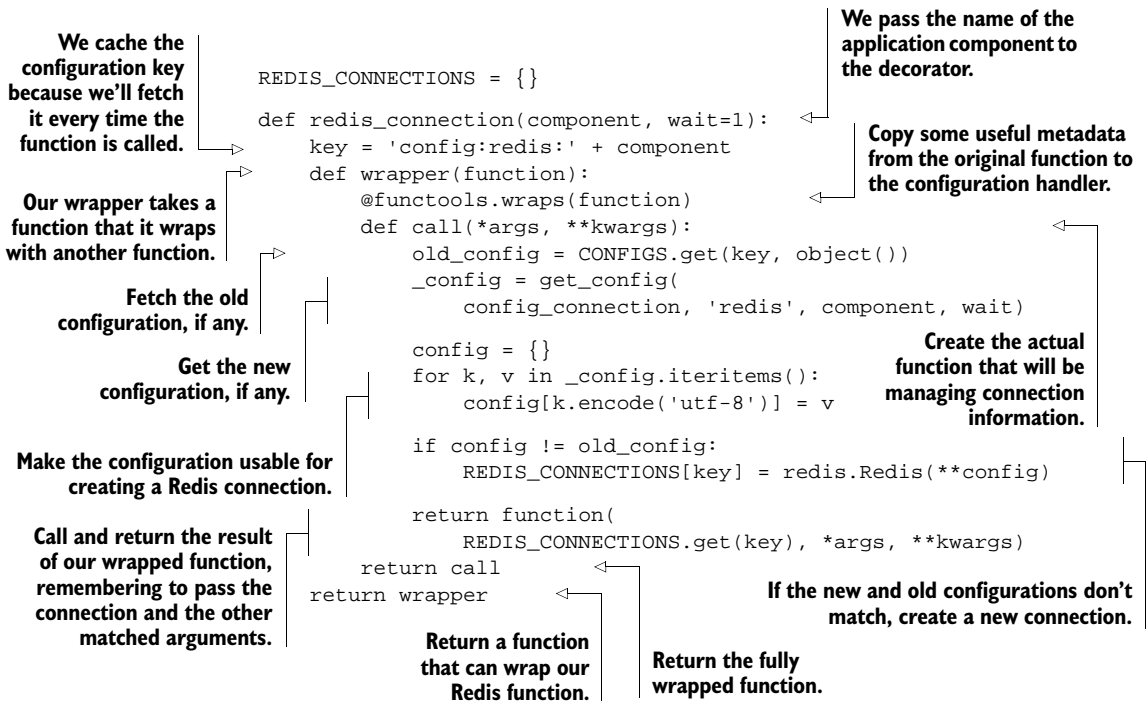 We cache the
configuration key
because we'll fetch
it every time the
function is called.
Our wrapper takes a
function that it wraps
with another function.
Fetch the old
configuration, if any.
Get the new
configuration, if any.
Make the configuration usable for
creating a Redis connection.
Call and return the result
of our wrapped function,
remembering to pass the
connection and the other
matched arguments.
REDIS_CONNECTIONS = {}
def redis_connection(component, wait=1):
key = 'config:redis:' + component
def wrapper(function):
@functools.wraps(function)
def call(*args, **kwargs):
old_config = CONFIGS.get(key, object())
_config = get_config(
config_connection, 'redis', component, wait)
config = {}
for k, v in _config.iteritems():
config[k.encode('utf-8')] = v
if config != old_config:
REDIS_CONNECTIONS[key] = redis.Redis(**config)
return function(
REDIS_CONNECTIONS.get(key), *args, **kwargs)
return call
return wrapper
We pass the name of the
application component to
the decorator.
Copy some useful metadata
from the original function to
the configuration handler.
Create the actual
function that will be
managing connection
information.
If the new and old configurations don't
match, create a new connection.
Return a function
that can wrap our
Redis function.
Return the fully
wrapped function.